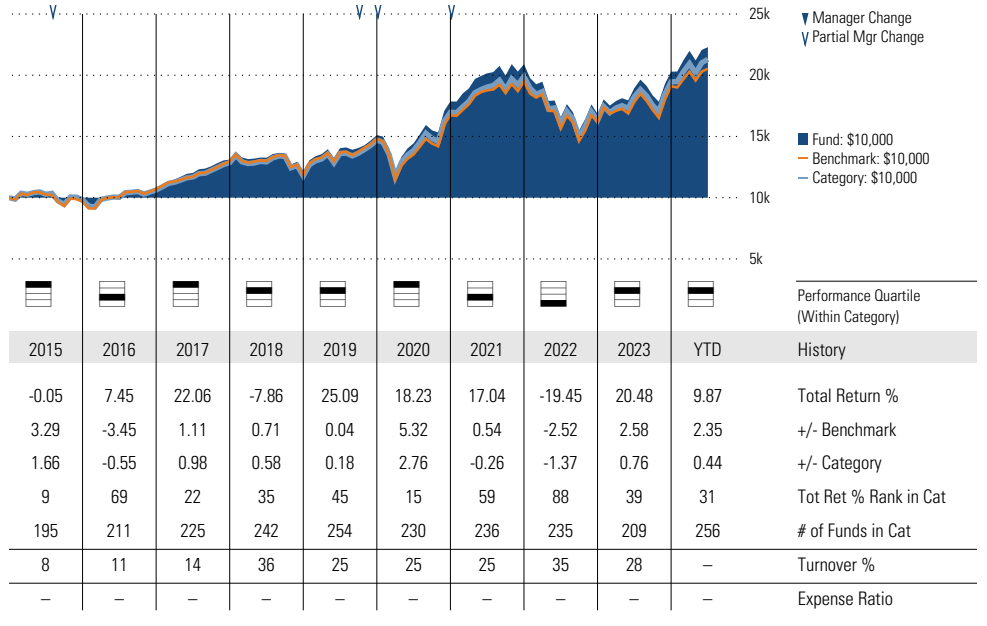 25k
20k
15k
10k
5k
Manager Change
Partial Mgr Change
Fund: $10,000
Benchmark: $10,000
Category: $10,000
Performance Quartile
(Within Category)
2015 2016 2017 2018 2019 2020 2021 2022 2023 YTD History
-0.05 7.45 22.06 -7.86 25.09 18.23 17.04 -19.45 20.48 9.87 Total Return %
3.29 -3.45 1.11 0.71 0.04 5.32 0.54 -2.52 2.58 2.35 +/- Benchmark
1.66 -0.55 0.98 0.58 0.18 2.76 -0.26 -1.37 0.76 0.44 +/- Category
9 69 22 35 45 15 59 88 39 31 Tot Ret % Rank in Cat
195 211 225 242 254 230 236 235 209 256 # of Funds in Cat
8 11 14 36 25 25 25 35 28 – Turnover %
– – – – – – – – – – Expense Ratio